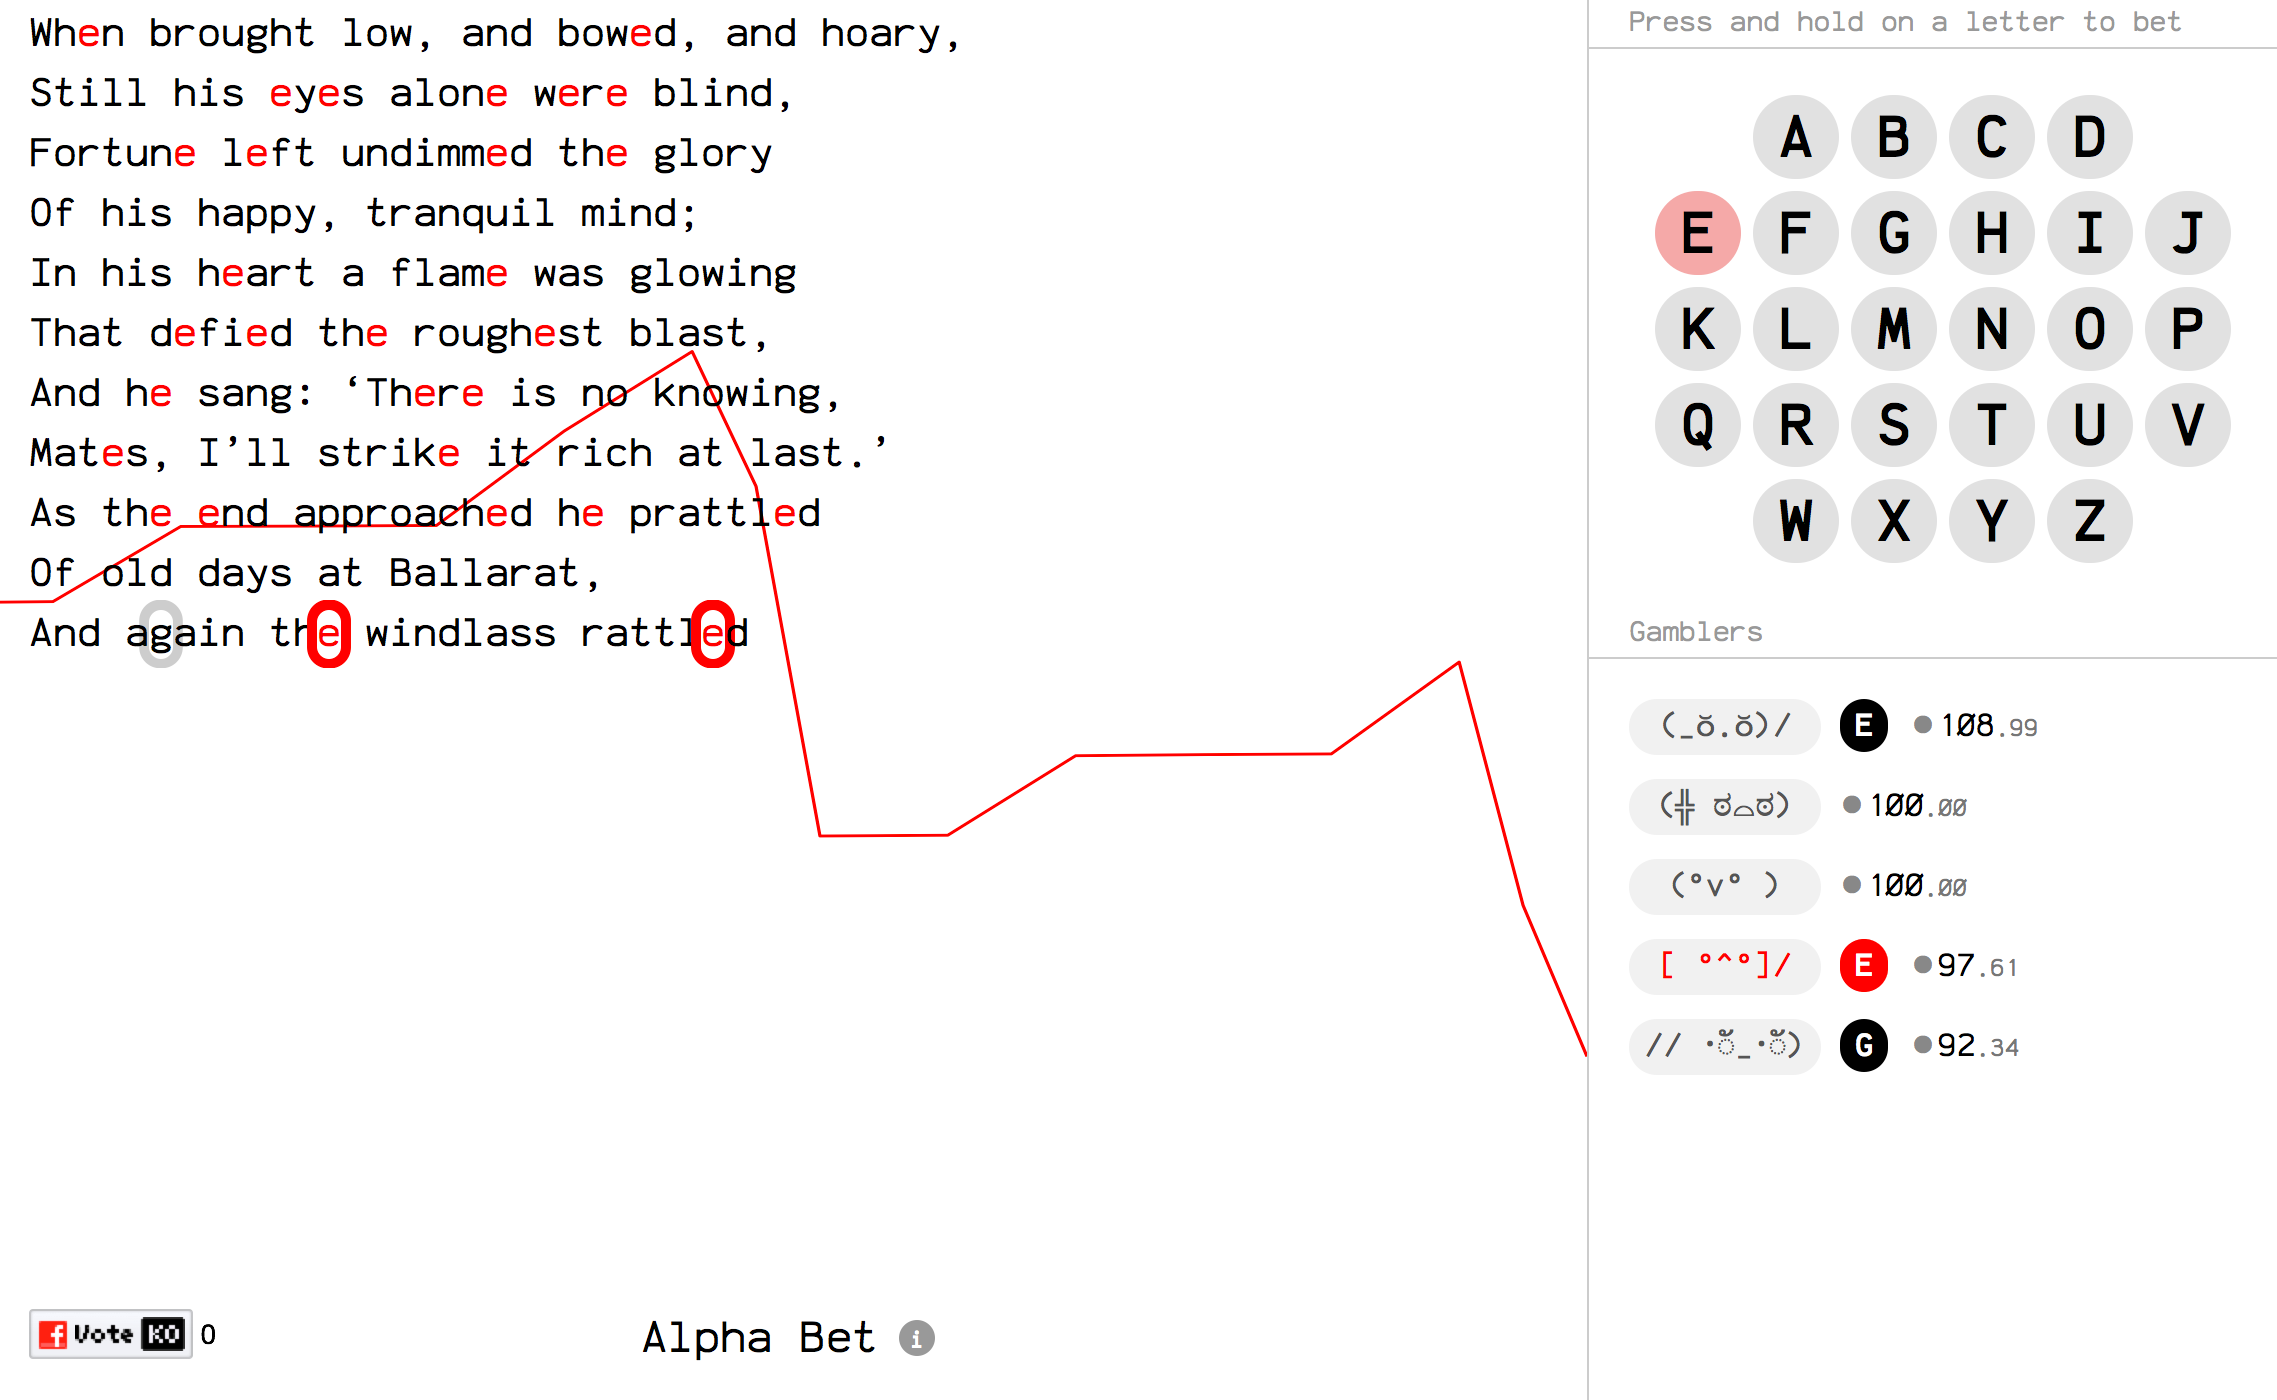 When brought low, and bowed, and hoary,
Still his eyes alone were blind,
Fortune left undimmed the glory
Of his happy, tranquil mind;
In his heart a flame was glowing
That defied the roughest blast,
And he sang: ‘There is no knowing,
Mates, I’ll strike it rich at last.’
As the end approached he prattled
Of old days at Ballarat,
And again the windlass rattled
f Vote KO 0
Alpha Bet i
Press and hold on a letter to bet
A B C D
E F G H I J
K L M N O P
Q R S T U V
W X Y Z
Gamblers
(_ŏ.ŏ)/ E 108.99
(╬ ಠ⌓ಠ) 100.00
(°v° ) 100.00
[ °^°]/ E 97.61
// ·ັ_·ັ) G 92.34